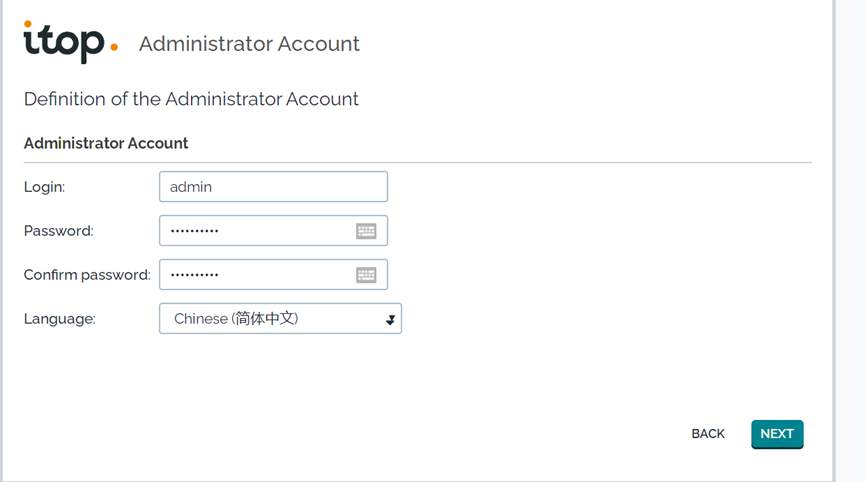 itop. Administrator Account
Definition of the Administrator Account
Administrator Account
Login: admin
Password: ••••••••••
Confirm password: ••••••••••
Language: Chinese (简体中文)
BACK NEXT